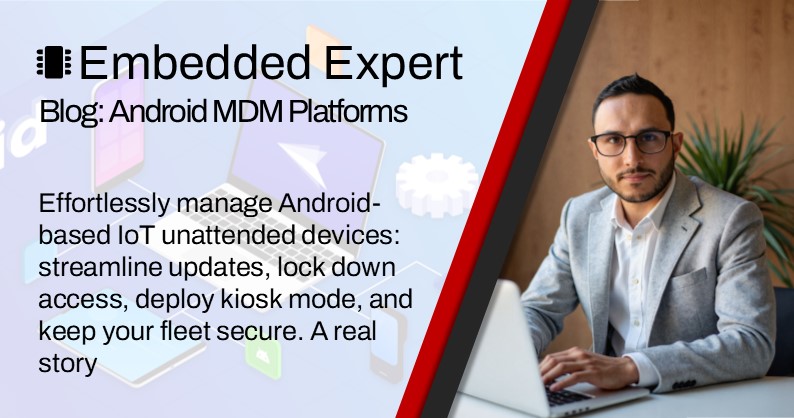 Embedded Expert
Blog: Android MDM Platforms
id
Effortlessly manage Android-
based IoT unattended devices:
streamline updates, lock down
access, deploy kiosk mode, and
keep your fleet secure. A real
story